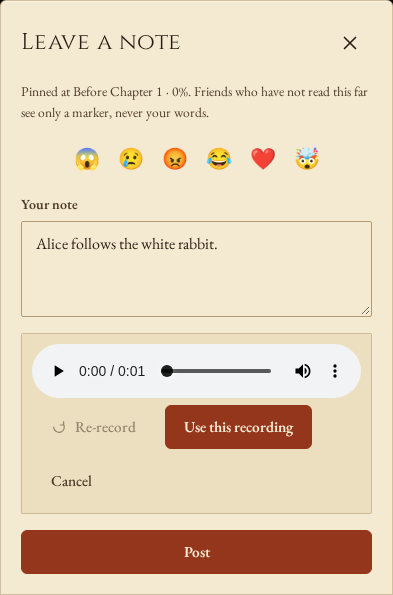 Leave a note
Pinned at Before Chapter 1 · 0%. Friends who have not read this far
see only a marker, never your words.
Your note
Alice follows the white rabbit.
0:00 / 0:01
Re-record
Use this recording
Cancel
Post